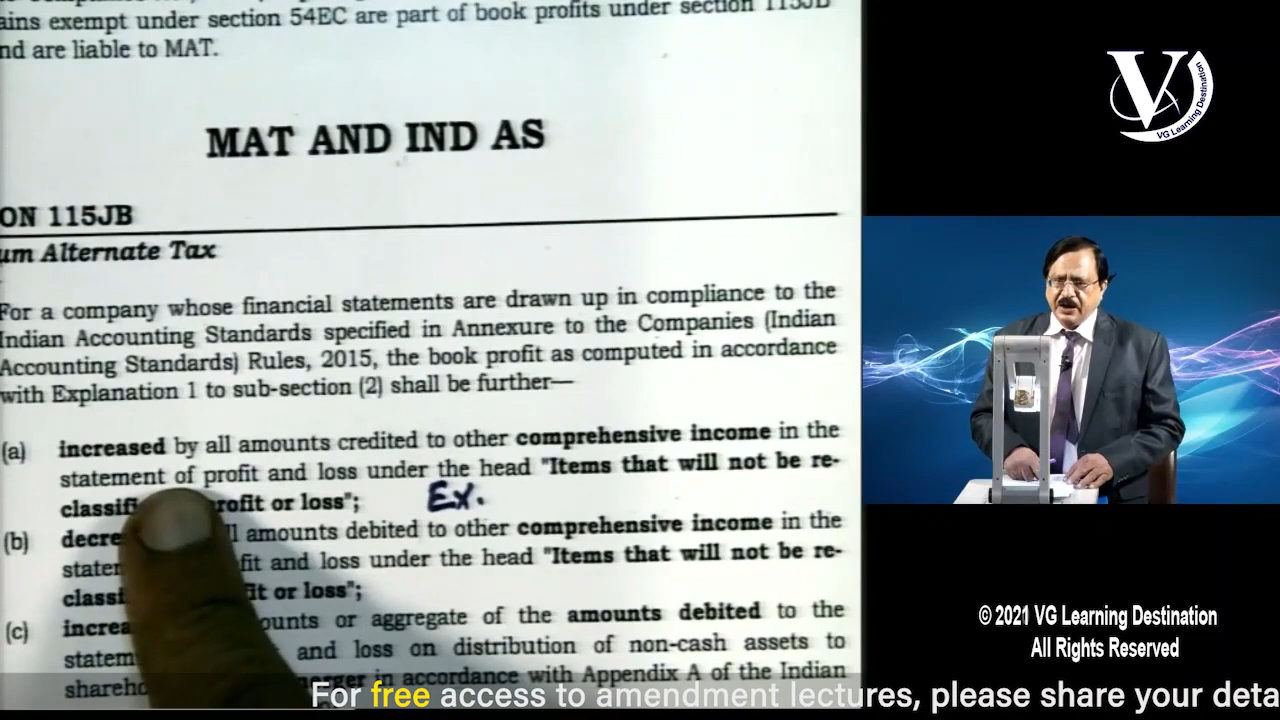 ains exempt under section 54EC are part of book profits under section 115JB
nd are liable to MAT.
MAT AND IND AS
ON 115JB
um Alternate Tax
For a company whose financial statements are drawn up in compliance to the
Indian Accounting Standards specified in Annexure to the Companies (Indian
Accounting Standards) Rules, 2015, the book profit as computed in accordance
with Explanation 1 to sub-section (2) shall be further—
(a) increased by all amounts credited to other comprehensive income in the
statement of profit and loss under the head "Items that will not be re-
classifi rofit or loss";
Ex.
(b) decre ll amounts debited to other comprehensive income in the
staten fit and loss under the head "Items that will not be re-
classi it or loss";
(c) increa ounts or aggregate of the amounts debited to the
statem and loss on distribution of non-cash assets to
shareho merger in accordance with Appendix A of the Indian
V
VG Learning Destination
© 2021 VG Learning Destination
All Rights Reserved
For free access to amendment lectures, please share your deta